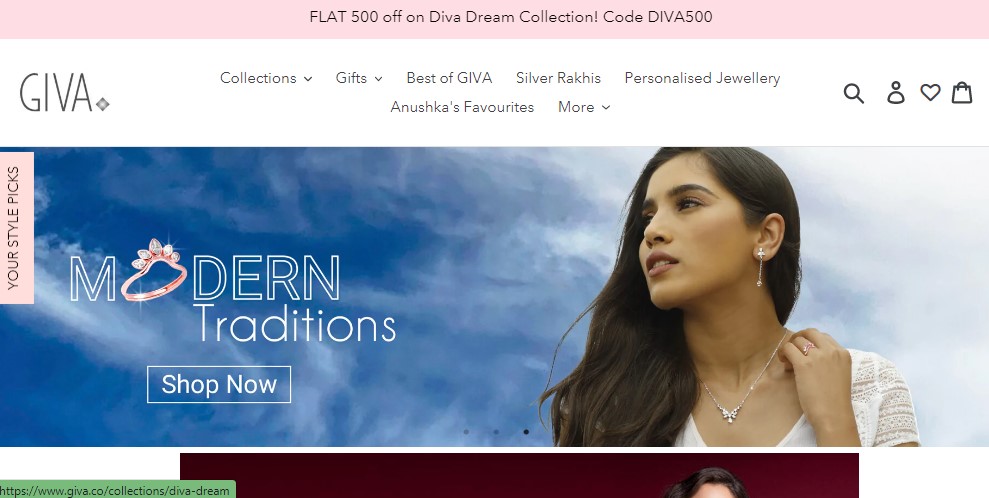 FLAT 500 off on Diva Dream Collection! Code DIVA500
GIVA
Collections Gifts Best of GIVA Silver Rakhis Personalised Jewellery
Anushka's Favourites More
YOUR STYLE PICKS
MODERN
Traditions
Shop Now
https://www.giva.co/collections/diva-dream